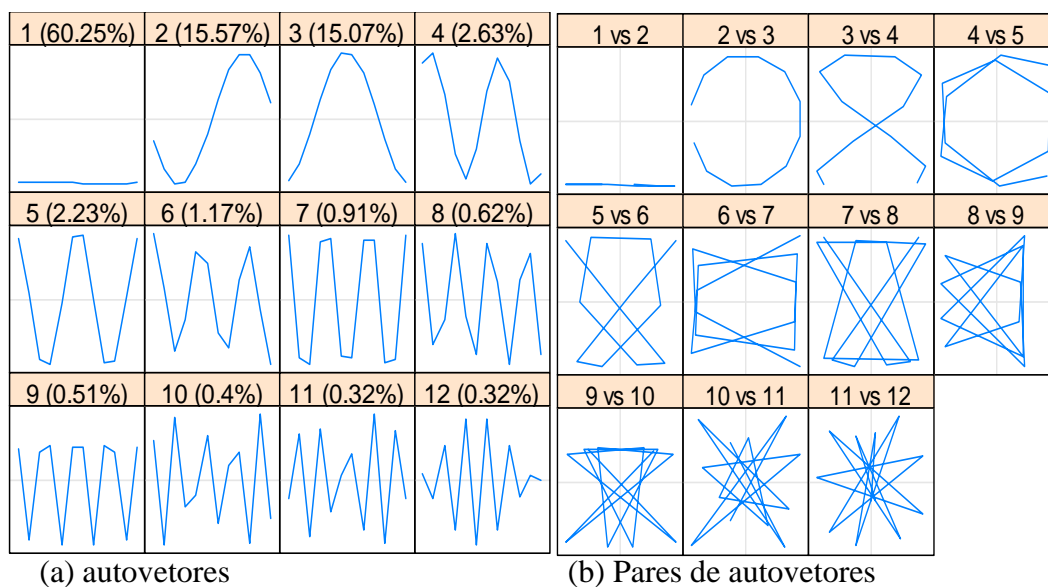 1 (60.25%) 2 (15.57%) 3 (15.07%) 4 (2.63%)
5 (2.23%) 6 (1.17%) 7 (0.91%) 8 (0.62%)
9 (0.51%) 10 (0.4%) 11 (0.32%) 12 (0.32%)
(a) autovetores
1 vs 2 2 vs 3 3 vs 4 4 vs 5
5 vs 6 6 vs 7 7 vs 8 8 vs 9
9 vs 10 10 vs 11 11 vs 12
(b) Pares de autovetores